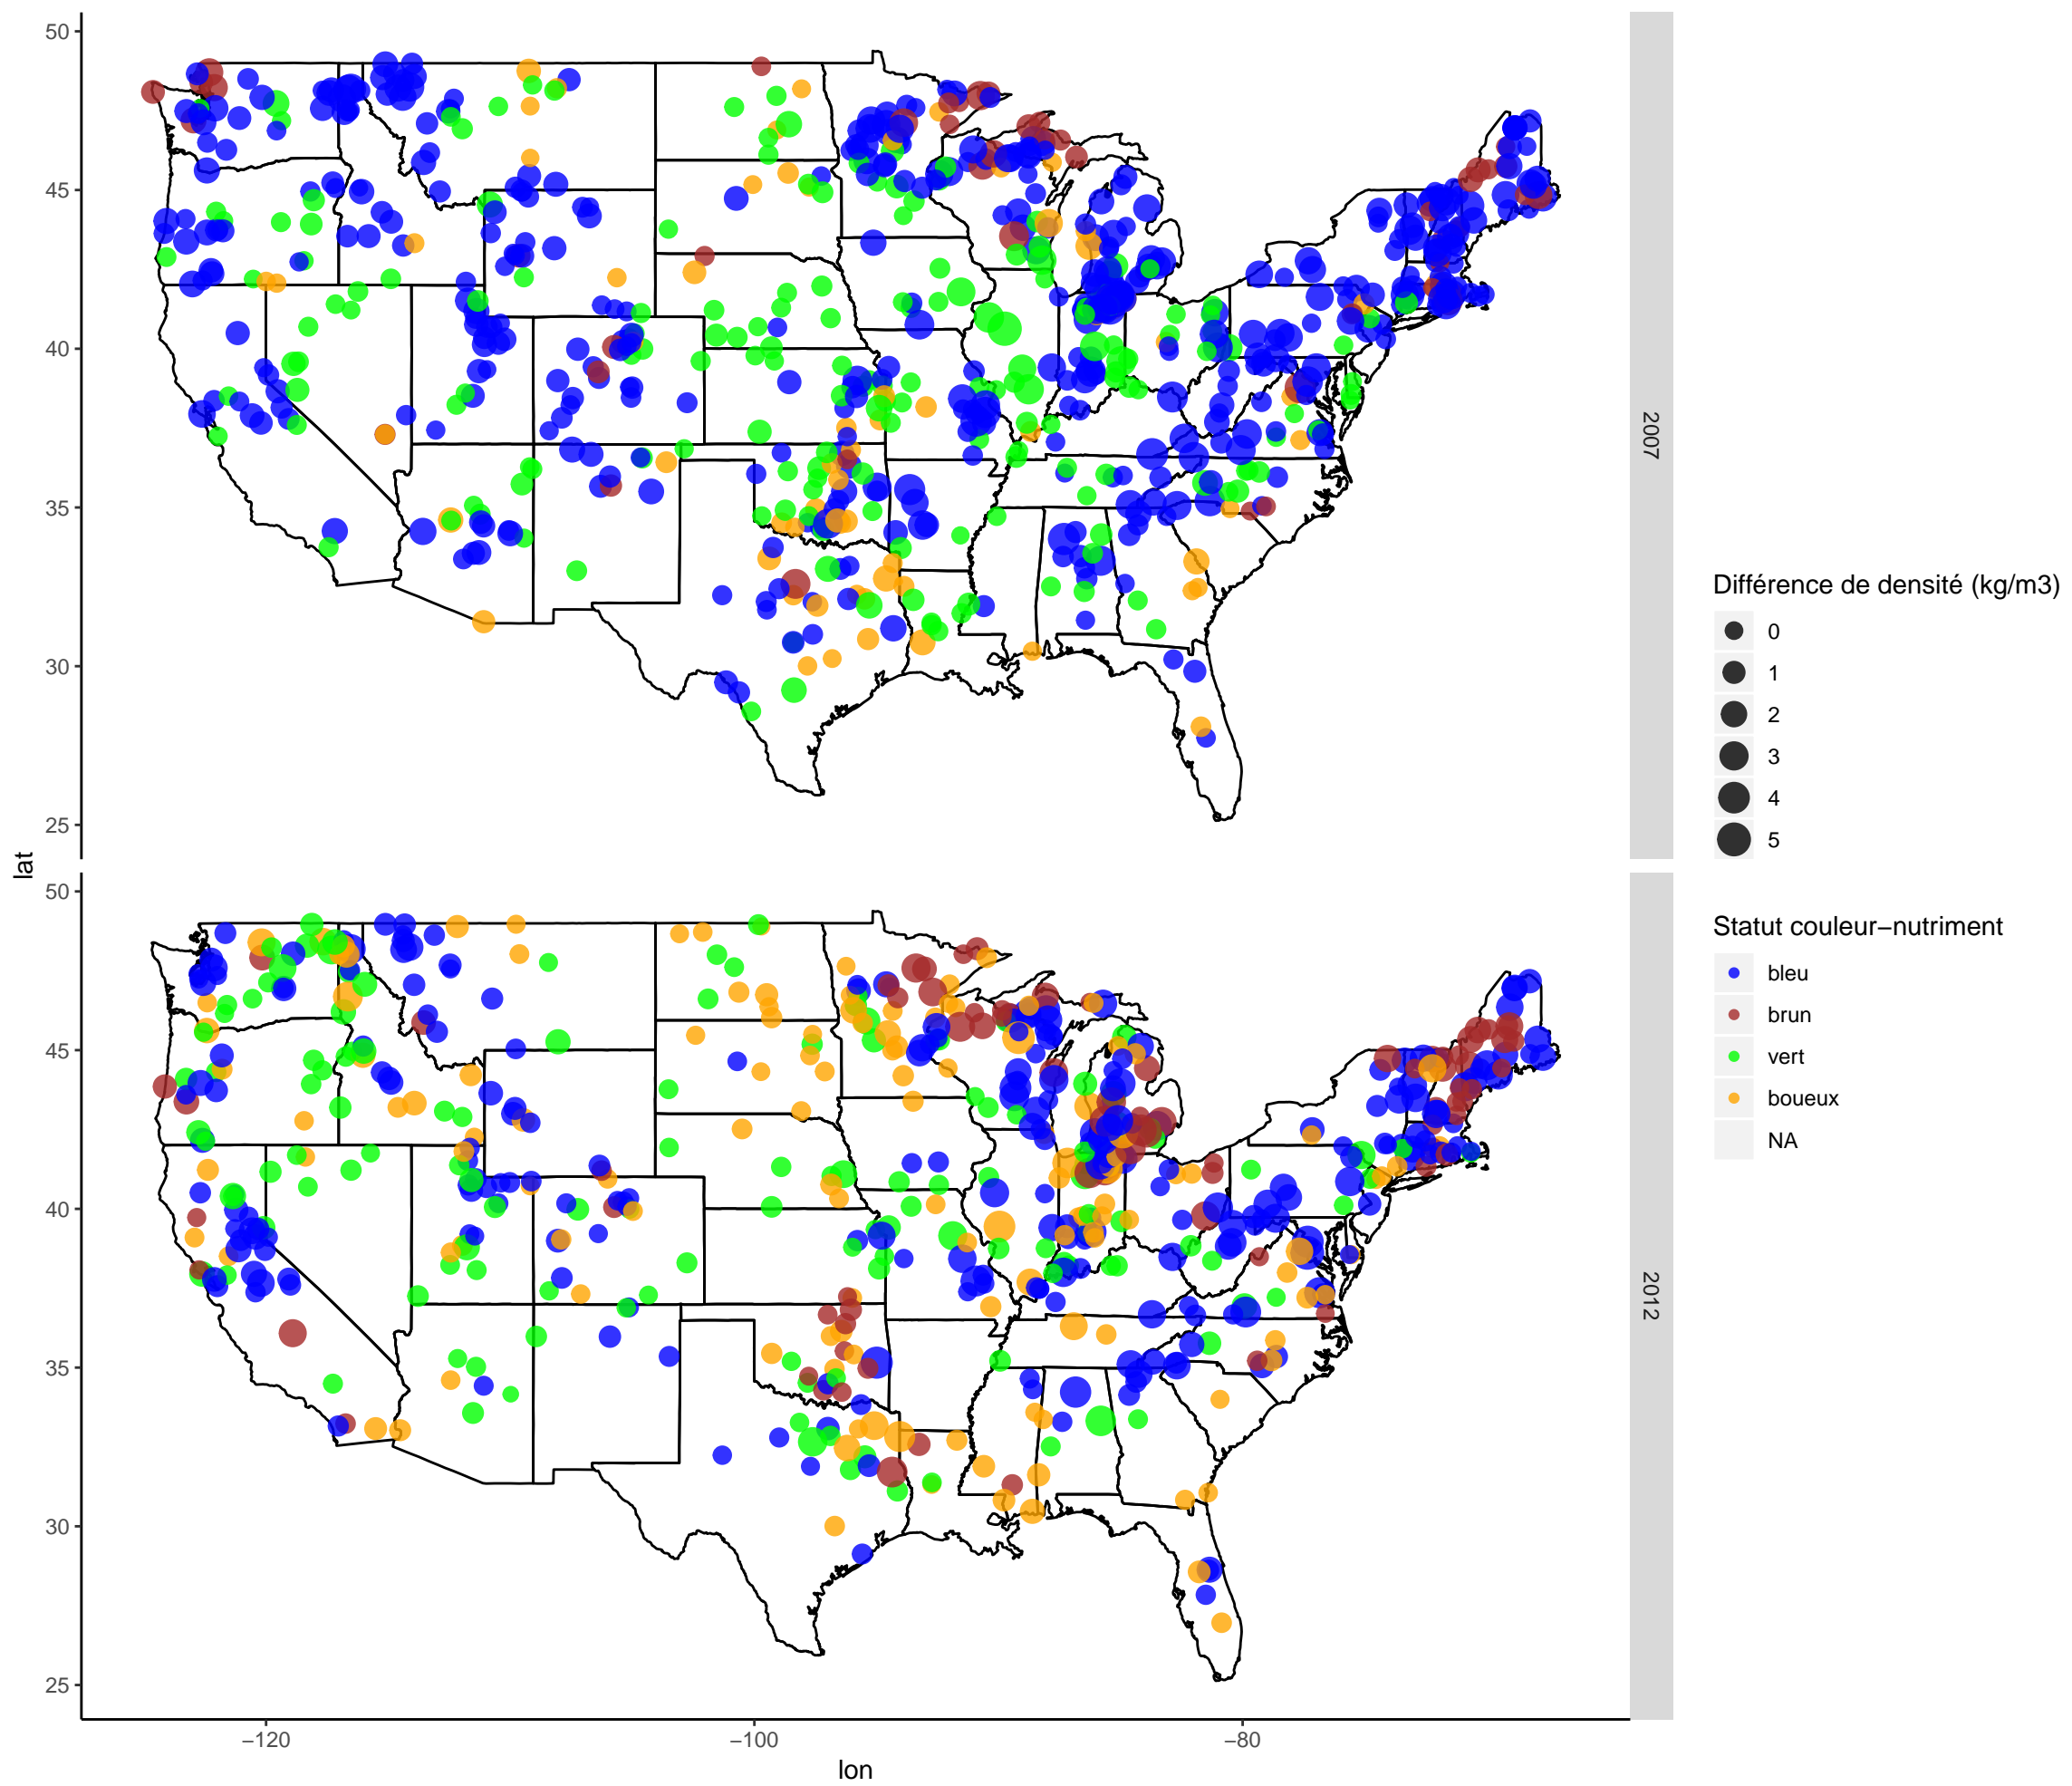 50
45
40
35
30
25
2007
50
45
40
35
30
25
2012
−120
−100
−80
lon
lat
Différence de densité (kg/m3)
0
1
2
3
4
5
Statut couleur−nutriment
bleu
brun
vert
boueux
NA